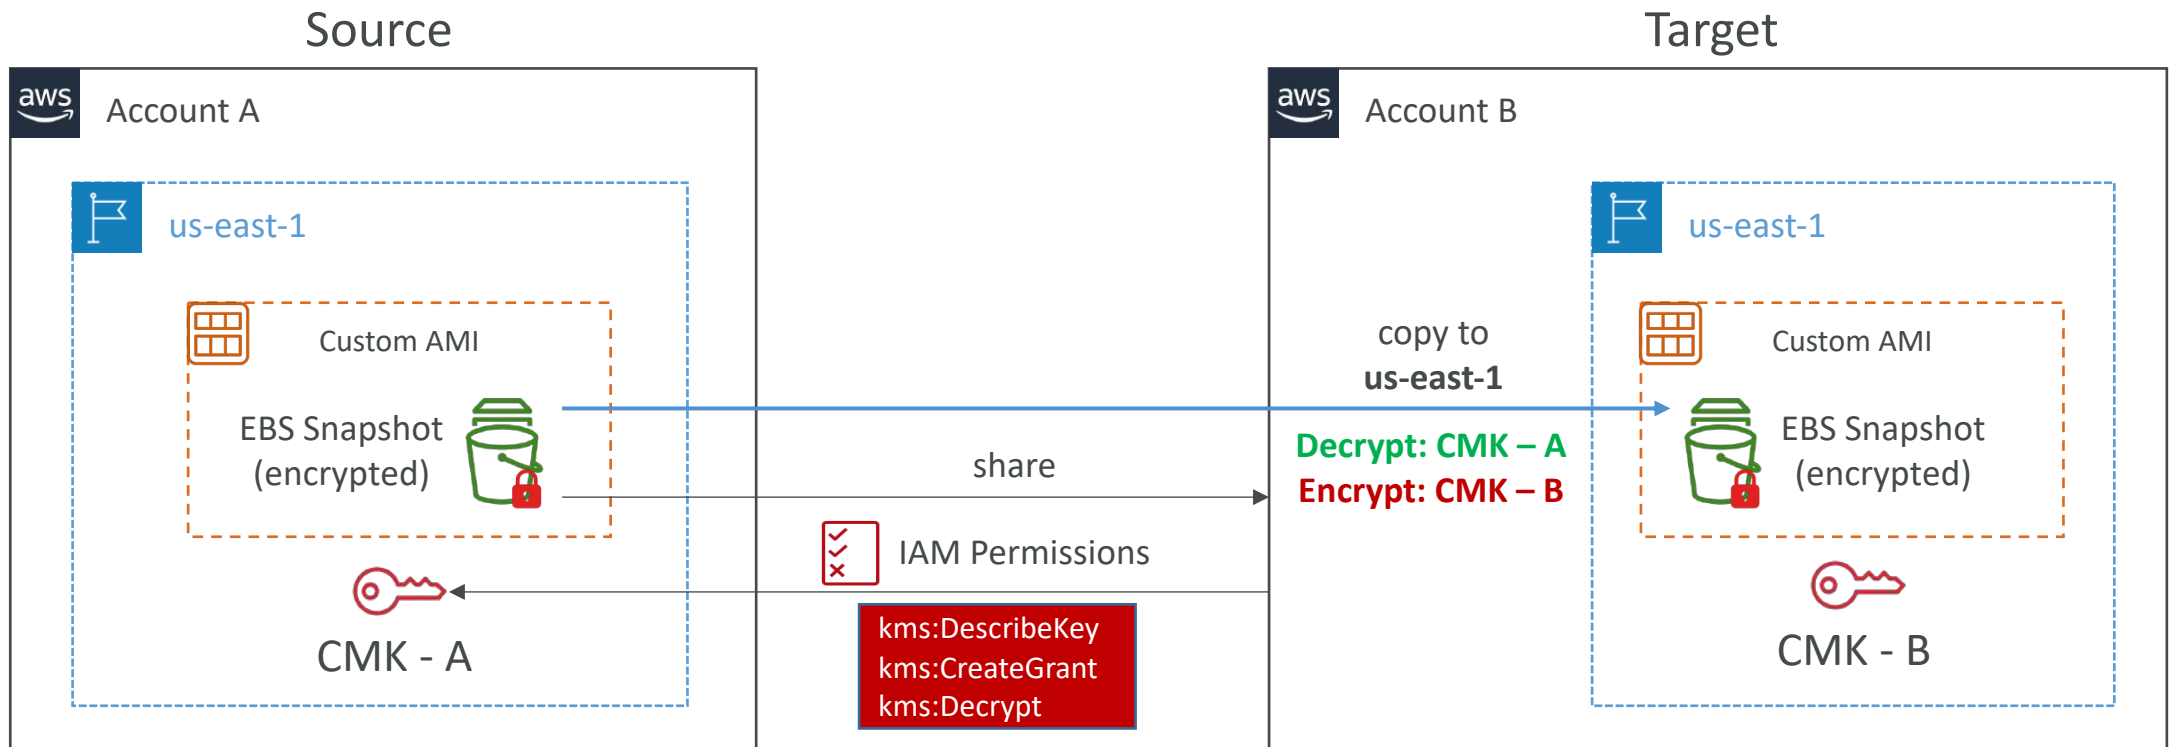 Source
Target
aws
Account A
aws
Account B
us-east-1
us-east-1
Custom AMI
EBS Snapshot
(encrypted)
copy to
us-east-1
Custom AMI
EBS Snapshot
(encrypted)
Decrypt: CMK – A
Encrypt: CMK – B
share
IAM Permissions
kms:DescribeKey
kms:CreateGrant
kms:Decrypt
CMK - A
CMK - B